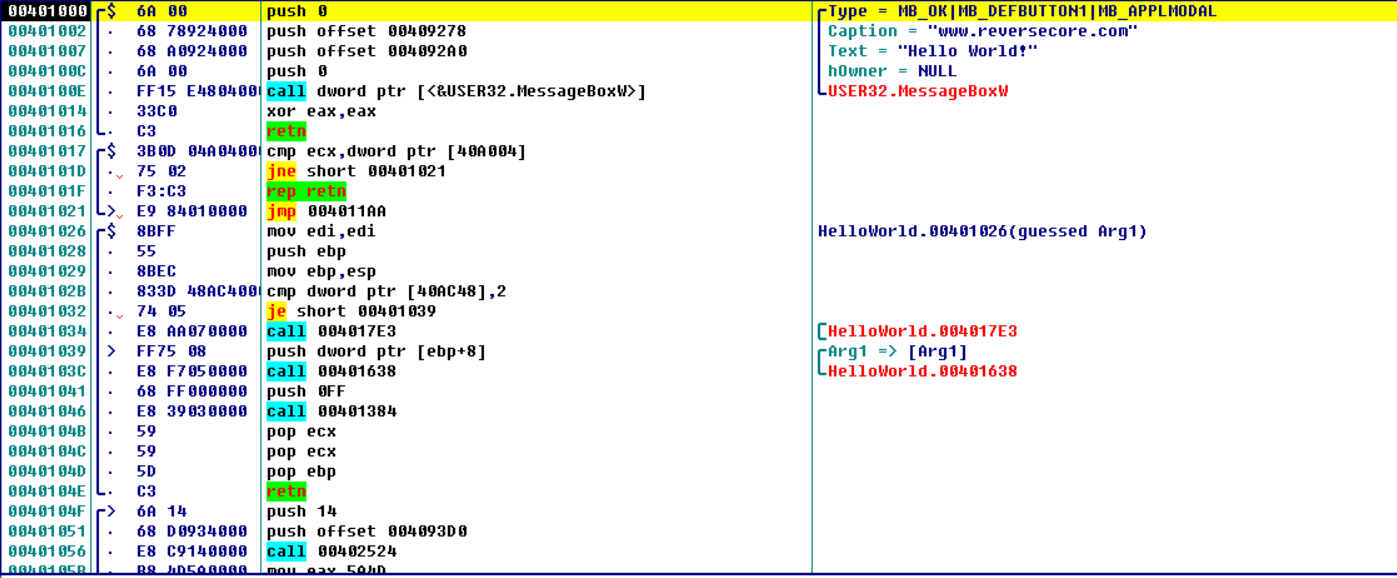 00401000 $ 6A 00 push 0 Type = MB_OK|MB_DEFBUTTON1|MB_APPLMODAL
00401002 . 68 78924000 push offset 00409278 Caption = "www.reversecore.com"
00401007 . 68 A0924000 push offset 004092A0 Text = "Hello World!"
0040100C . 6A 00 push 0 hOwner = NULL
0040100E . FF15 E4804000 call dword ptr [<&USER32.MessageBoxW>] USER32.MessageBoxW
00401014 . 33C0 xor eax,eax
00401016 . C3 retn
00401017 $ 3B0D 04A04000 cmp ecx,dword ptr [40A004]
0040101D . 75 02 jne short 00401021
0040101F . F3:C3 rep retn
00401021 > E9 84010000 jmp 004011AA
00401026 $ 8BFF mov edi,edi HelloWorld.00401026(guessed Arg1)
00401028 . 55 push ebp
00401029 . 8BEC mov ebp,esp
0040102B . 833D 48AC400 cmp dword ptr [40AC48],2
00401032 . 74 05 je short 00401039
00401034 . E8 AA070000 call 004017E3 HelloWorld.004017E3
00401039 > FF75 08 push dword ptr [ebp+8] Arg1 => [Arg1]
0040103C . E8 F7050000 call 00401638 HelloWorld.00401638
00401041 . 68 FF000000 push 0FF
00401046 . E8 39030000 call 00401384
0040104B . 59 pop ecx
0040104C . 59 pop ecx
0040104D . 5D pop ebp
0040104E . C3 retn
0040104F > 6A 14 push 14
00401051 . 68 D0934000 push offset 004093D0
00401056 . E8 C9140000 call 00402524
0040105B . B8 4D5A0000 mov eax 5A4D